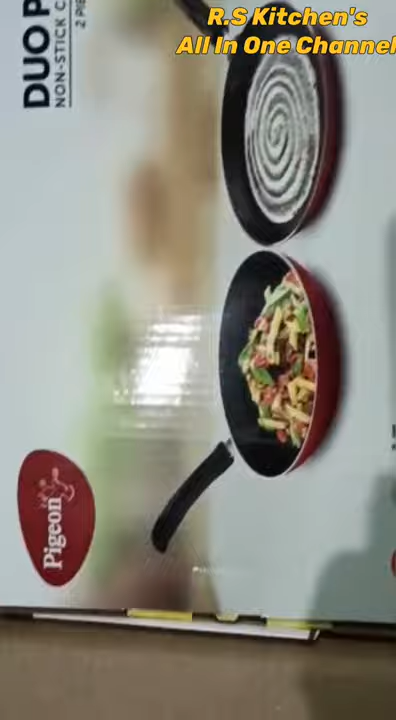 R.S Kitchen's
All In One Channel
DUO P
NON-STICK C
2 PIE
Pigeon